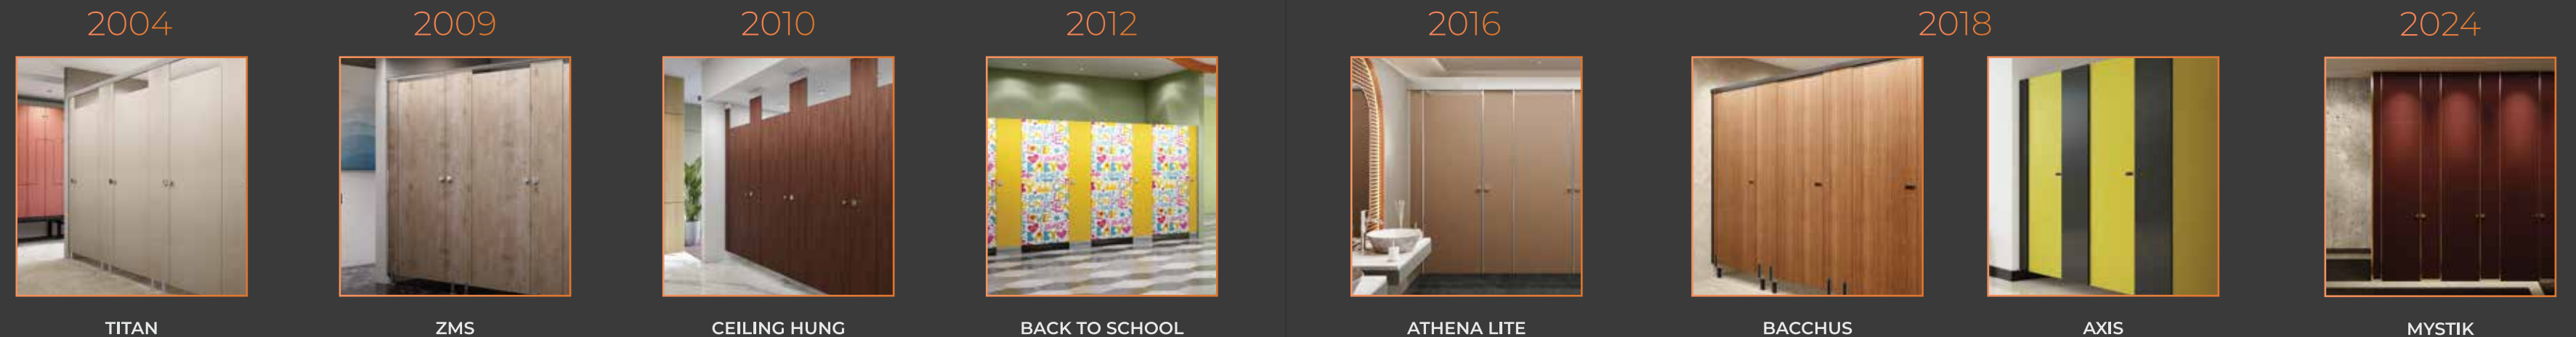 2004
2009
2010
2012
2016
2018
2024
TITAN
ZMS
CEILING HUNG
BACK TO SCHOOL
ATHENA LITE
BACCHUS
AXIS
MYSTIK